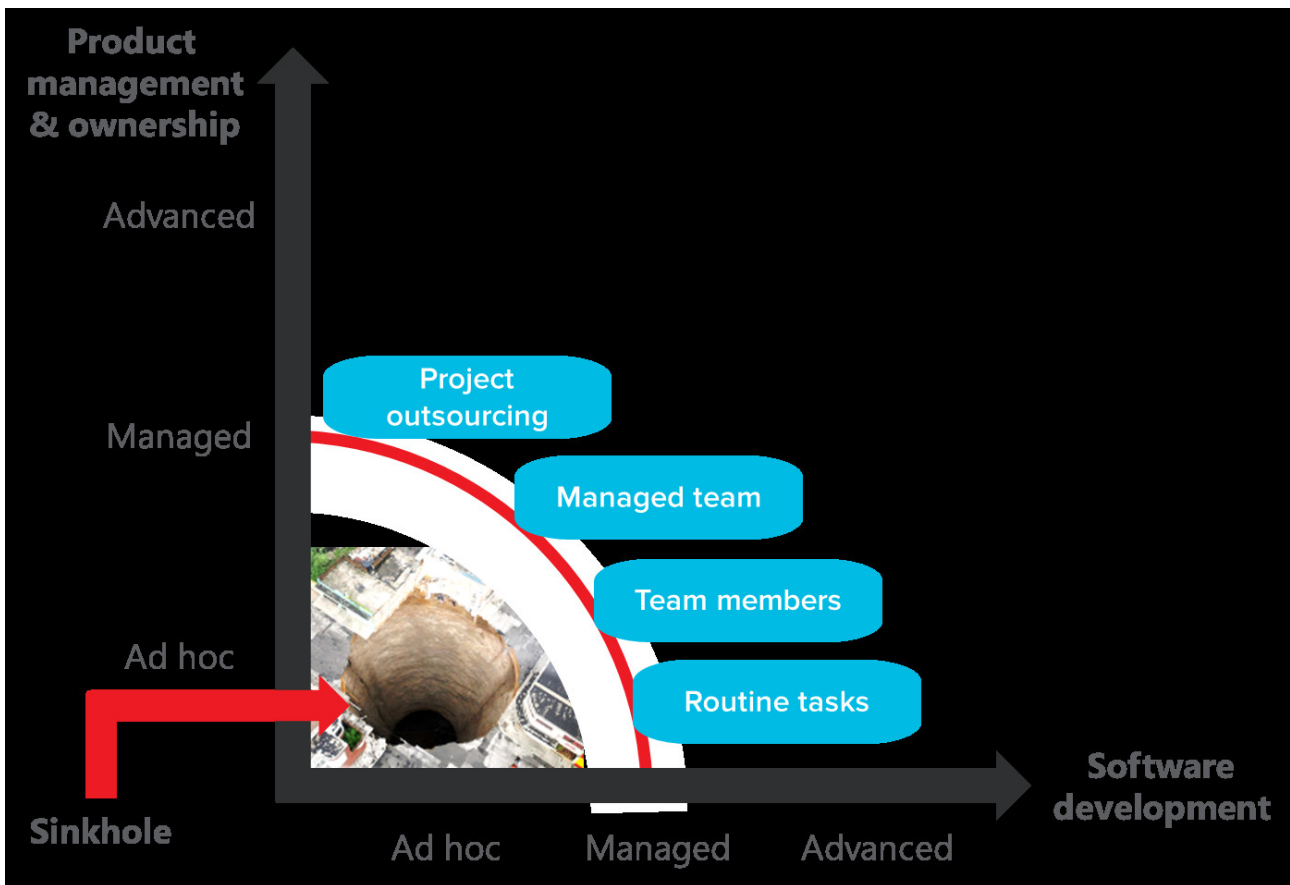 Product
management
& ownership
Advanced
Project
outsourcing
Managed
Managed team
Team members
Ad hoc
Routine tasks
Software
development
Sinkhole
Ad hoc
Managed
Advanced